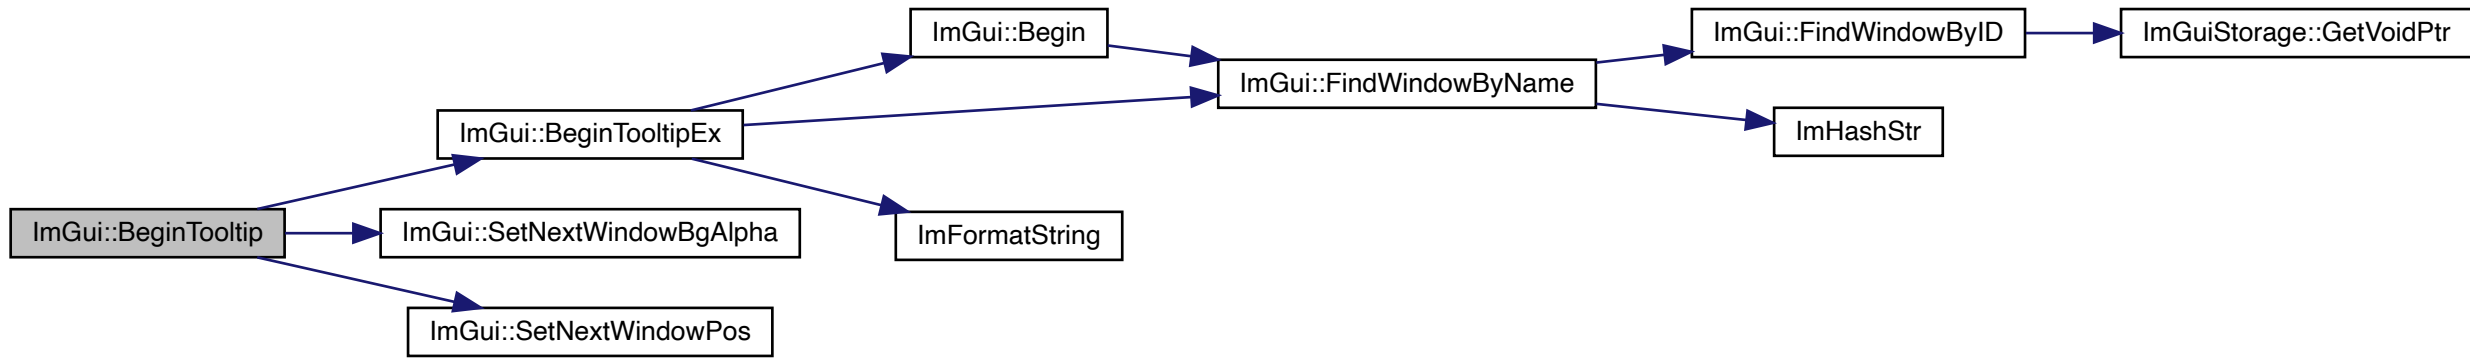 ImGui::BeginTooltip
ImGui::BeginTooltipEx
ImGui::Begin
ImGui::FindWindowByName
ImGui::FindWindowByID
ImGuiStorage::GetVoidPtr
ImHashStr
ImFormatString
ImGui::SetNextWindowBgAlpha
ImGui::SetNextWindowPos